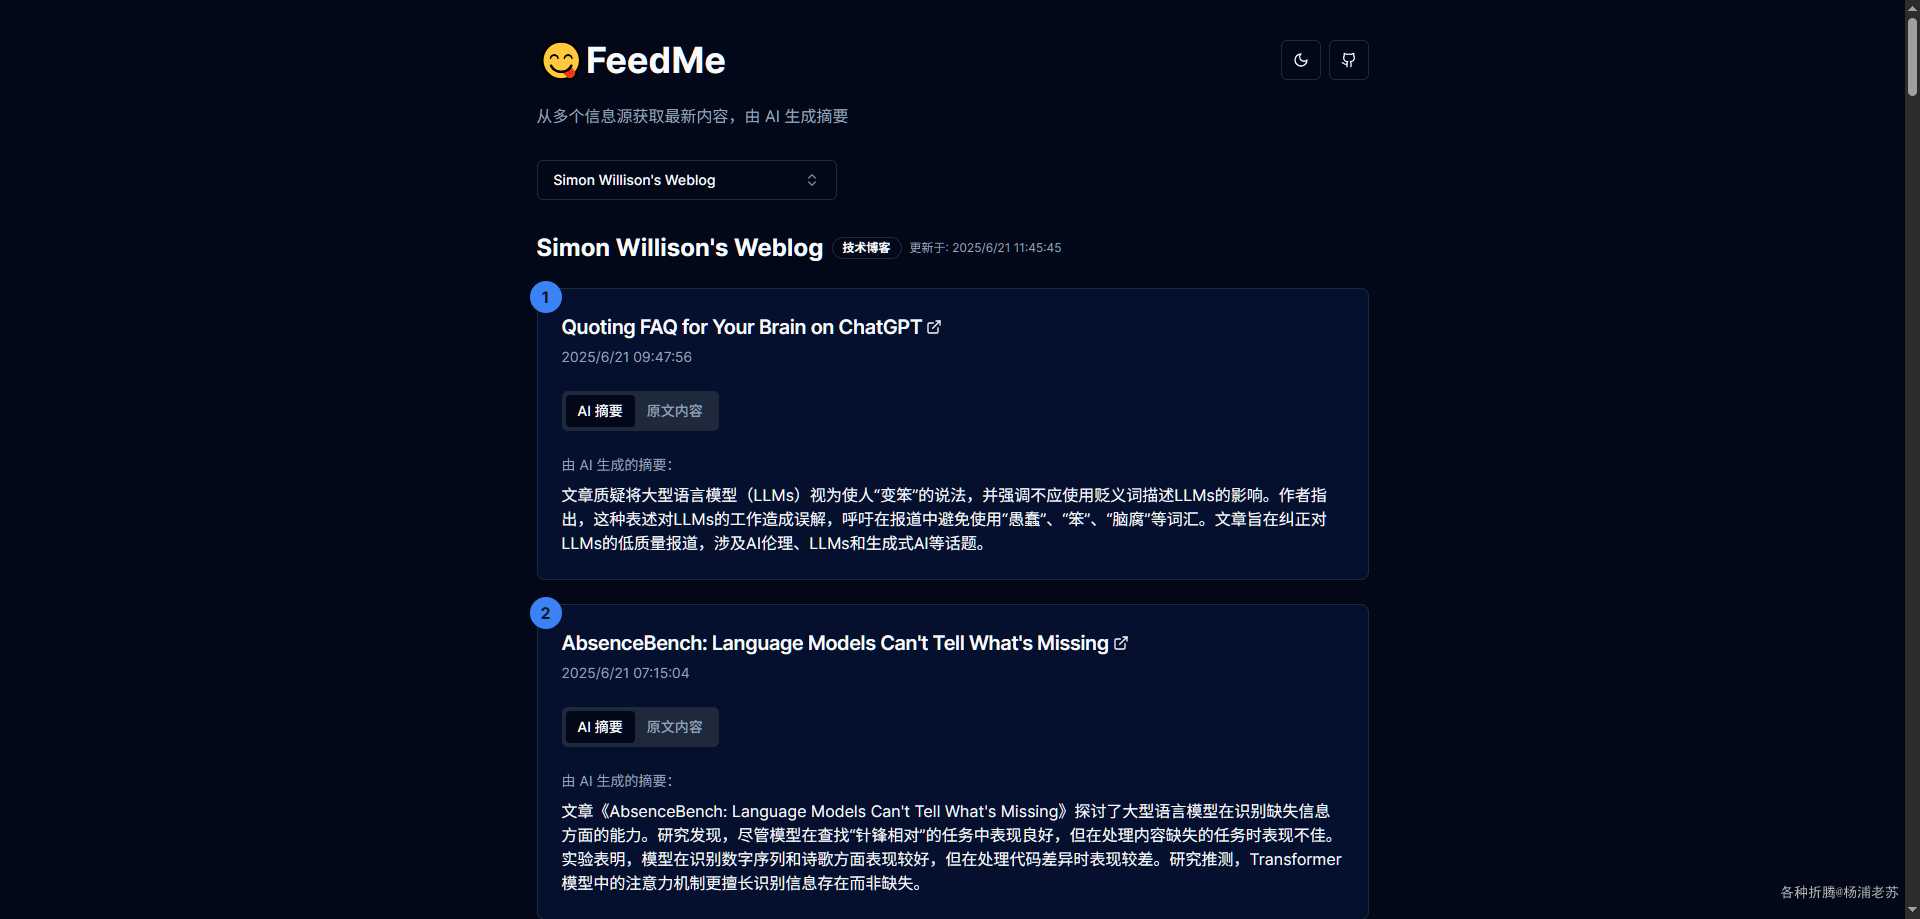 FeedMe
从多个信息源获取最新内容，由 AI 生成摘要
Simon Willison's Weblog
Simon Willison's Weblog 技术博客 更新于: 2025/6/21 11:45:45
1
Quoting FAQ for Your Brain on ChatGPT
2025/6/21 09:47:56
AI 摘要 原文内容
由 AI 生成的摘要：
文章质疑将大型语言模型（LLMs）视为使人“变笨”的说法，并强调不应使用贬义词描述LLMs的影响。作者指
出，这种表述对LLMs的工作造成误解，呼吁在报道中避免使用“愚蠢”、“笨”、“脑腐”等词汇。文章旨在纠正对
LLMs的低质量报道，涉及AI伦理、LLMs和生成式AI等话题。
2
AbsenceBench: Language Models Can't Tell What's Missing
2025/6/21 07:15:04
AI 摘要 原文内容
由 AI 生成的摘要：
文章《AbsenceBench: Language Models Can't Tell What's Missing》探讨了大型语言模型在识别缺失信息
方面的能力。研究发现，尽管模型在查找“针锋相对”的任务中表现良好，但在处理内容缺失的任务时表现不佳。
实验表明，模型在识别数字序列和诗歌方面表现较好，但在处理代码差异时表现较差。研究推测，Transformer
模型中的注意力机制更擅长识别信息存在而非缺失。
各种折腾@杨浦老苏